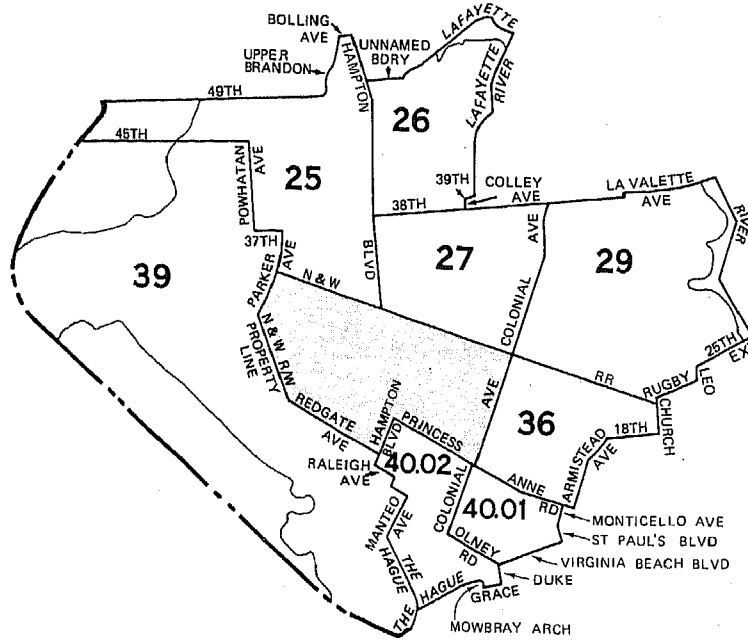 BOLLING
AVE
UPPER
BRANDON
HAMPTON
UNNAMED
BDRY
LAFAYETTE
LAFAYETTE
RIVER
49TH
45TH
26
POWHATAN
AVE
25
39TH
COLLEY
AVE
38TH
LA VALETTE
AVE
RIVER
37TH
39
PARKER
AVE
N & W
BLVD
27
COLONIAL
AVE
29
N & W R/W
PROPERTY
LINE
25TH
EX
LEO
RR
RUGBY
CHURCH
REDGATE
AVE
HAMPTON
BLVD
PRINCESS
AVE
36
18TH
ARMISTEAD
AVE
RALEIGH
AVE
40.02
COLONIAL
ANNE
RD
40.01
MONTICELLO AVE
ST PAUL'S BLVD
MANTEO
AVE
OLNEY
RD
VIRGINIA BEACH BLVD
THE
HAGUE
DUKE
GRACE
THE HAGUE
MOWBRAY ARCH